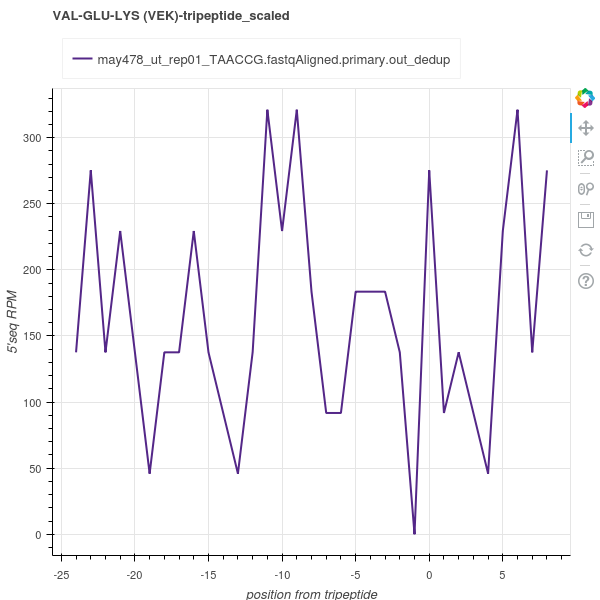 VAL-GLU-LYS (VEK)-tripeptide_scaled
may478_ut_rep01_TAACCG.fastqAligned.primary.out_dedup
300
250
200
150
100
50
0
5'seq RPM
-25 -20 -15 -10 -5 0 5
position from tripeptide